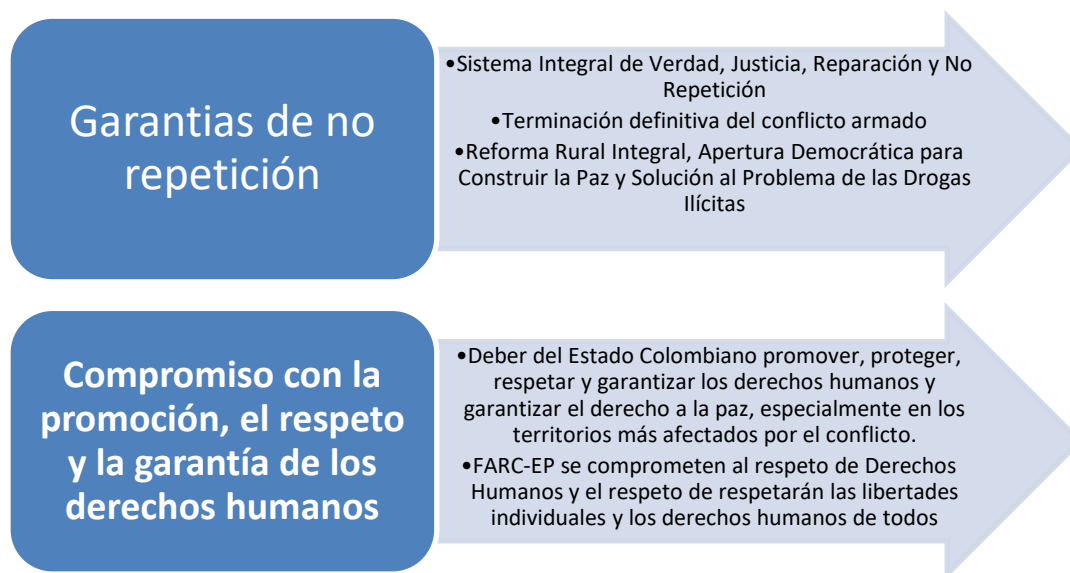 Garantias de no
repetición
•Sistema Integral de Verdad, Justicia, Reparación y No
Repetición
•Terminación definitiva del conflicto armado
•Reforma Rural Integral, Apertura Democrática para
Construir la Paz y Solución al Problema de las Drogas
Ilícitas
Compromiso con la
promoción, el respeto
y la garantía de los
derechos humanos
•Deber del Estado Colombiano promover, proteger,
respetar y garantizar los derechos humanos y
garantizar el derecho a la paz, especialmente en los
territorios más afectados por el conflicto.
•FARC-EP se comprometen al respeto de Derechos
Humanos y el respeto de respetarán las libertades
individuales y los derechos humanos de todos